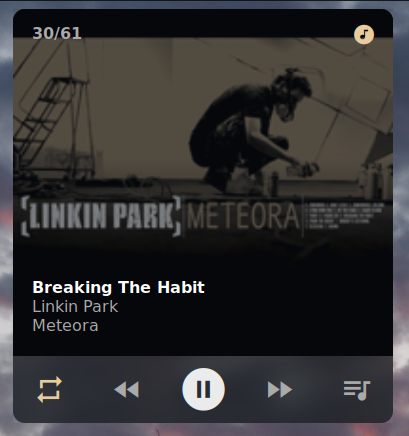 30/61
[LINKIN PARK] METEORA
Breaking The Habit
Linkin Park
Meteora